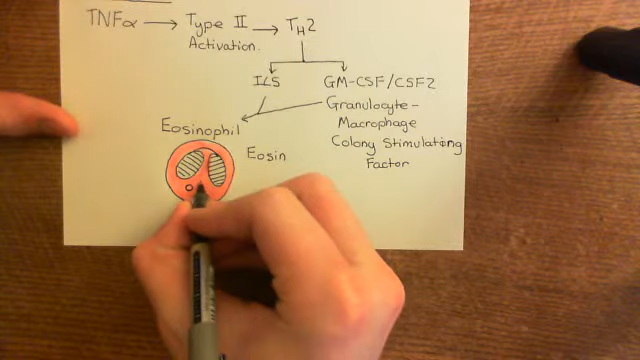 TNFα → Type II → TH2
Activation.
IL5 GM-CSF/CSF2
Granulocyte-
Macrophage
Colony Stimulating
Factor
Eosinophil
Eosin